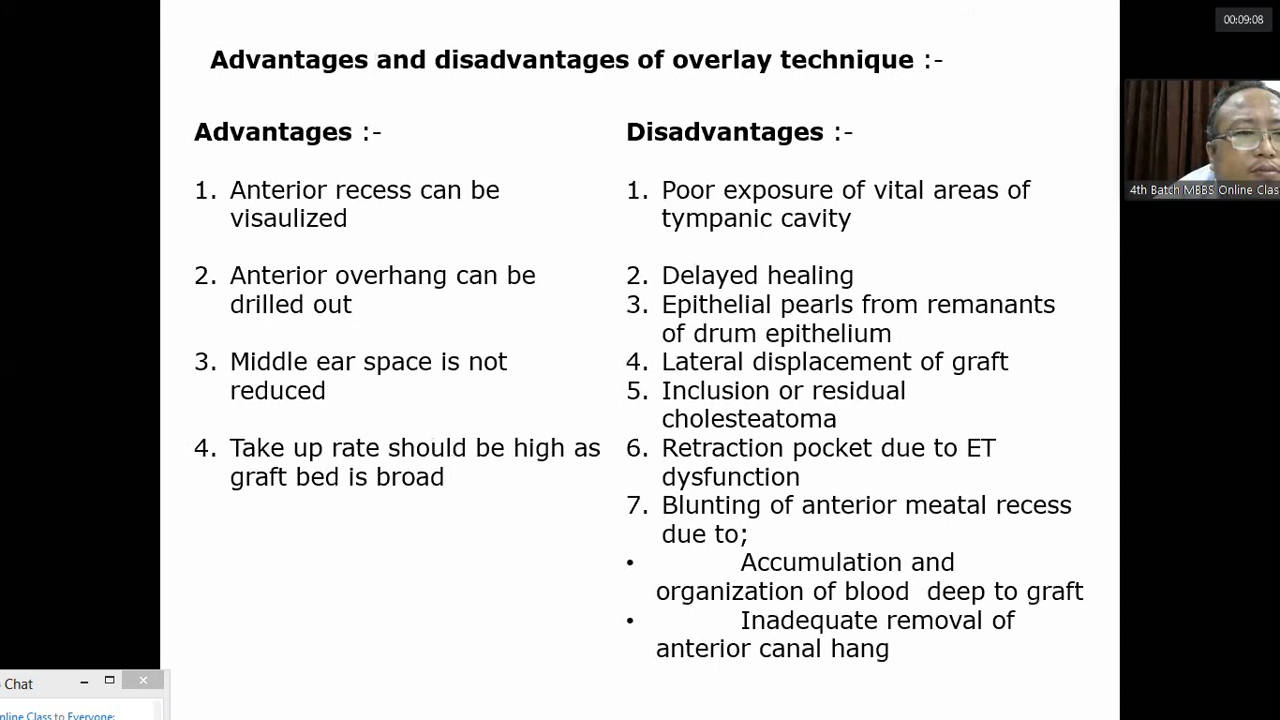 00:09:08
Advantages and disadvantages of overlay technique :-
Advantages :-
1. Anterior recess can be
visaulized
2. Anterior overhang can be
drilled out
3. Middle ear space is not
reduced
4. Take up rate should be high as
graft bed is broad
Disadvantages :-
1. Poor exposure of vital areas of
tympanic cavity
2. Delayed healing
3. Epithelial pearls from remanants
of drum epithelium
4. Lateral displacement of graft
5. Inclusion or residual
cholesteatoma
6. Retraction pocket due to ET
dysfunction
7. Blunting of anterior meatal recess
due to;
• Accumulation and
organization of blood deep to graft
• Inadequate removal of
anterior canal hang
4th Batch MBBS Online Clas
Chat
nline Class to Everyone: